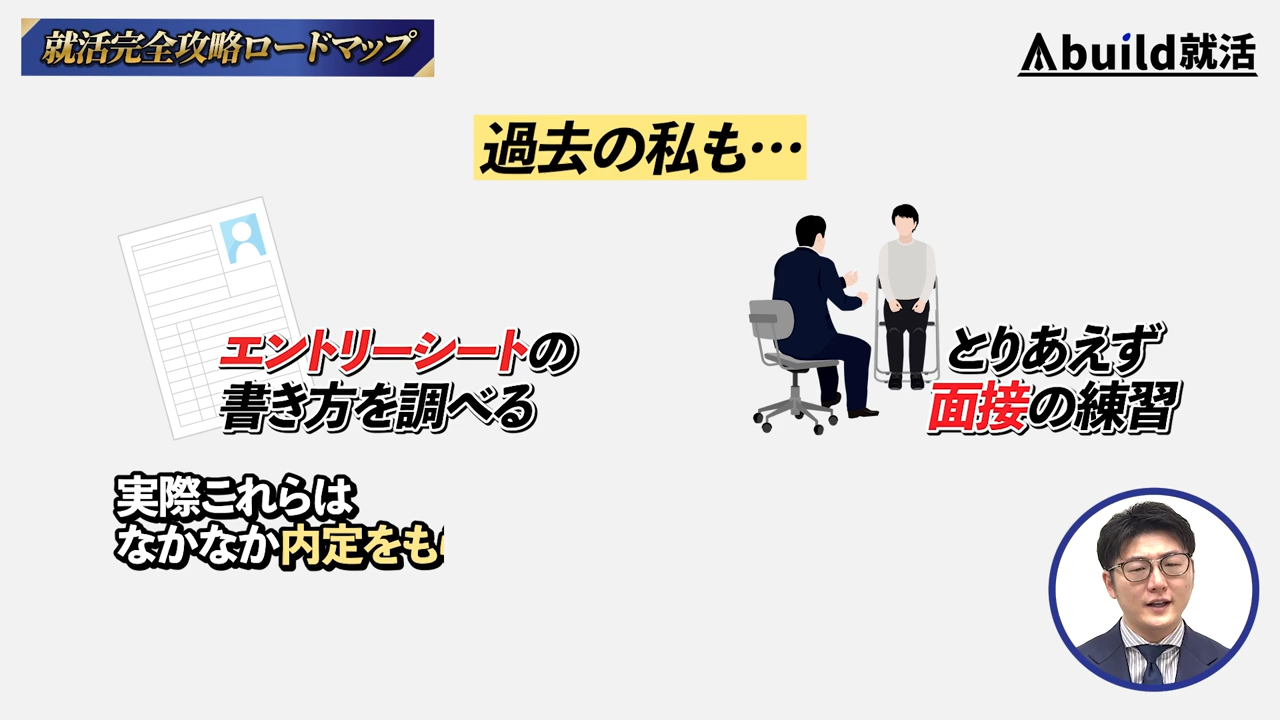 就活完全攻略ロードマップ
Abuild就活
過去の私も…
エントリーシートの
書き方を調べる
とりあえず
面接の練習
実際これらは
なかなか内定をも